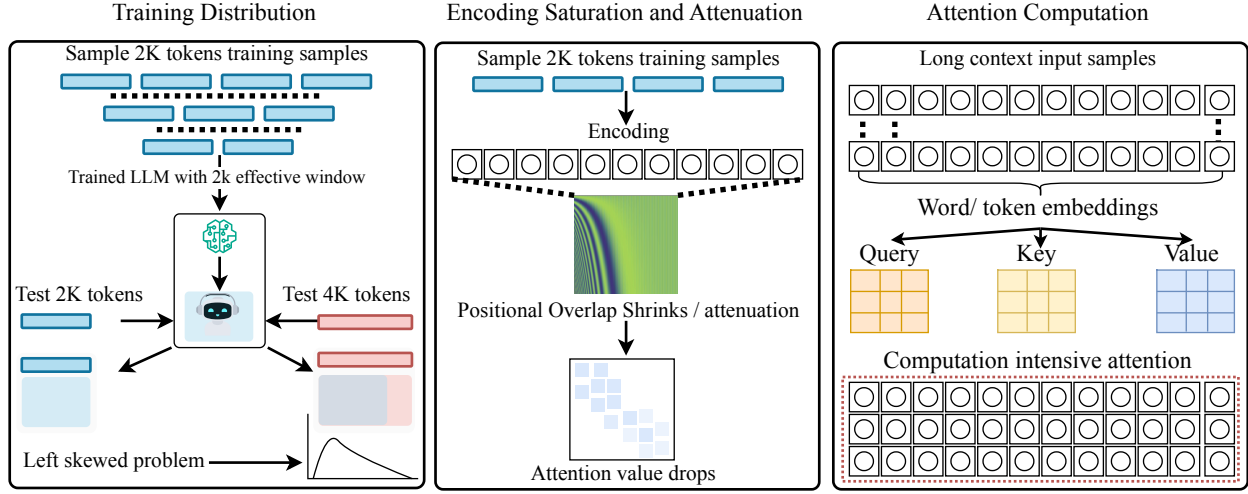 Training Distribution
Sample 2K tokens training samples
Trained LLM with 2k effective window
Test 2K tokens
Test 4K tokens
Left skewed problem
Encoding Saturation and Attenuation
Sample 2K tokens training samples
Encoding
Positional Overlap Shrinks / attenuation
Attention value drops
Attention Computation
Long context input samples
Word/ token embeddings
Query
Key
Value
Computation intensive attention